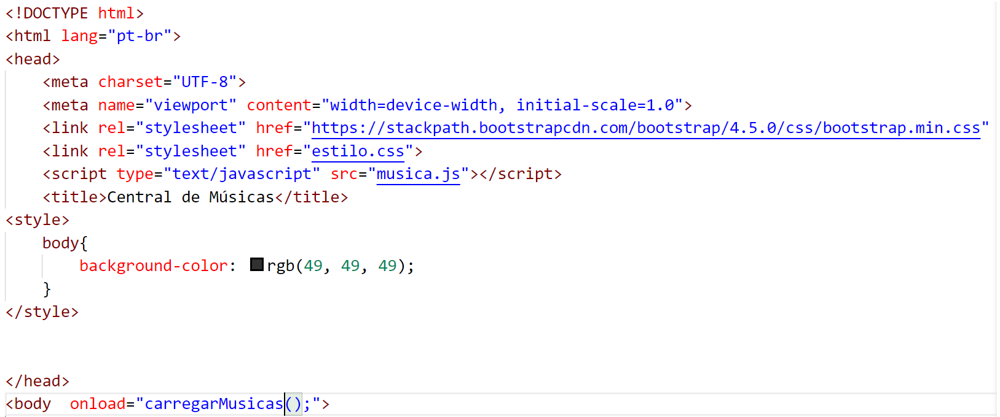 <!DOCTYPE html>
<html lang="pt-br">
<head>
    <meta charset="UTF-8">
    <meta name="viewport" content="width=device-width, initial-scale=1.0">
    <link rel="stylesheet" href="https://stackpath.bootstrapcdn.com/bootstrap/4.5.0/css/bootstrap.min.css"
    <link rel="stylesheet" href="estilo.css">
    <script type="text/javascript" src="musica.js"></script>
    <title>Central de Músicas</title>
<style>
    body{
        background-color: rgb(49, 49, 49);
    }
</style>
</head>
<body  onload="carregarMusicas();">